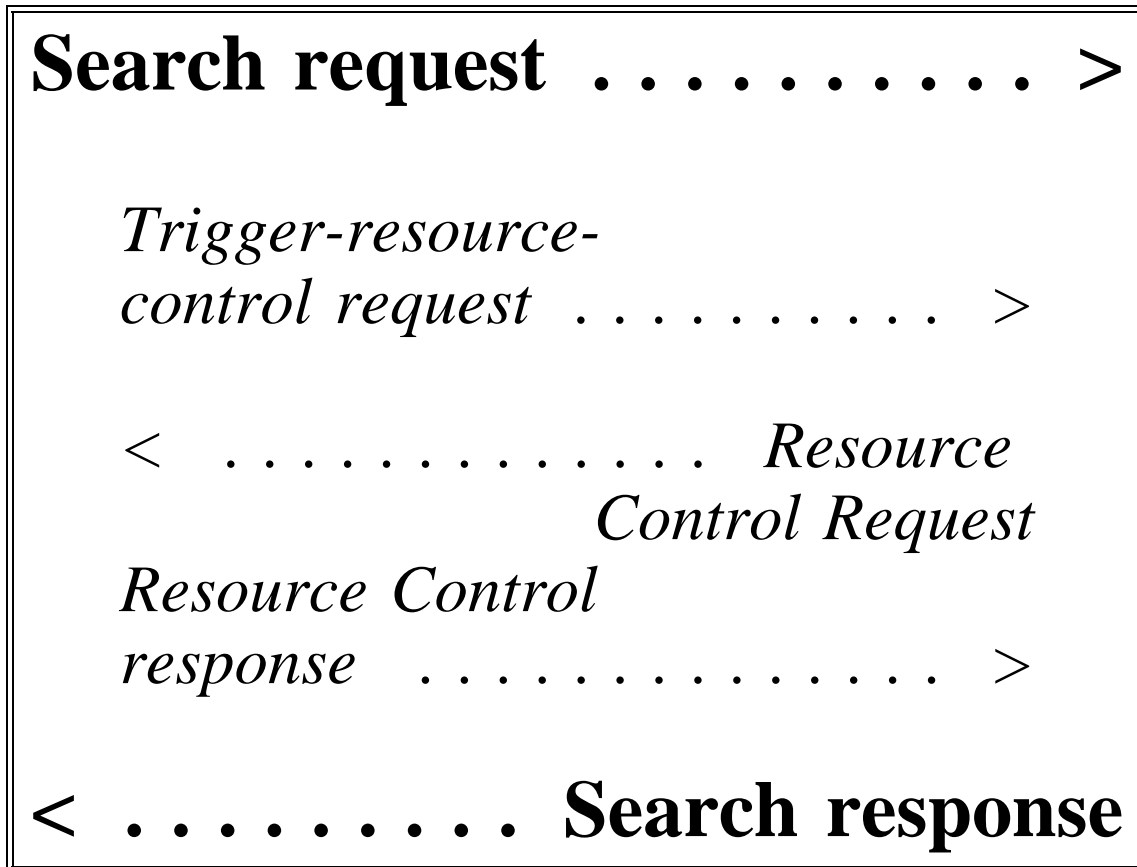 Search request . . . . . . . . . . >
Trigger-resource-
control request . . . . . . . . . . >
< . . . . . . . . . . . . . Resource
Control Request
Resource Control
response . . . . . . . . . . . . . . >
< . . . . . . . . . Search response